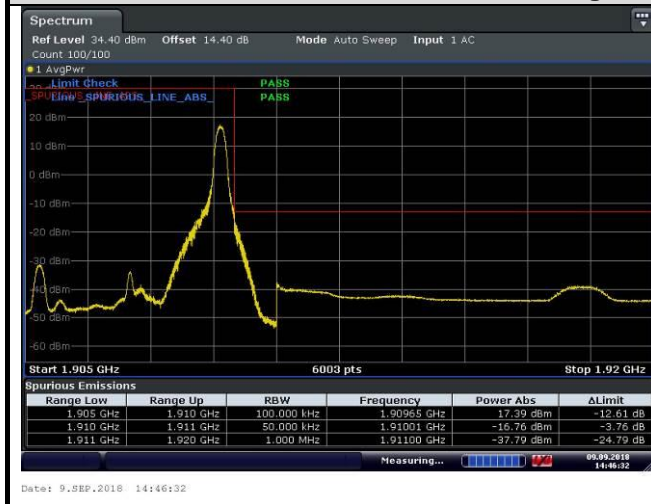 Spectrum
Ref Level 34.40 dBm Offset 14.40 dB Mode Auto Sweep Input 1 AC
Count 100/100
1 AvgPwr
Limit Check PASS
Line _SPURIOUS_LINE_ABS_ PASS
20 dBm
10 dBm
0 dBm
-10 dBm
-20 dBm
-30 dBm
-40 dBm
-50 dBm
-60 dBm
Start 1.905 GHz 6003 pts Stop 1.92 GHz
Spurious Emissions
Range Low Range Up RBW Frequency Power Abs ΔLimit
1.905 GHz 1.910 GHz 100.000 kHz 1.90965 GHz 17.39 dBm -12.61 dB
1.910 GHz 1.911 GHz 50.000 kHz 1.91001 GHz -16.76 dBm -3.76 dB
1.911 GHz 1.920 GHz 1.000 MHz 1.91100 GHz -37.79 dBm -24.79 dB
Measuring... 09.09.2018
14:46:32
Date: 9.SEP.2018 14:46:32